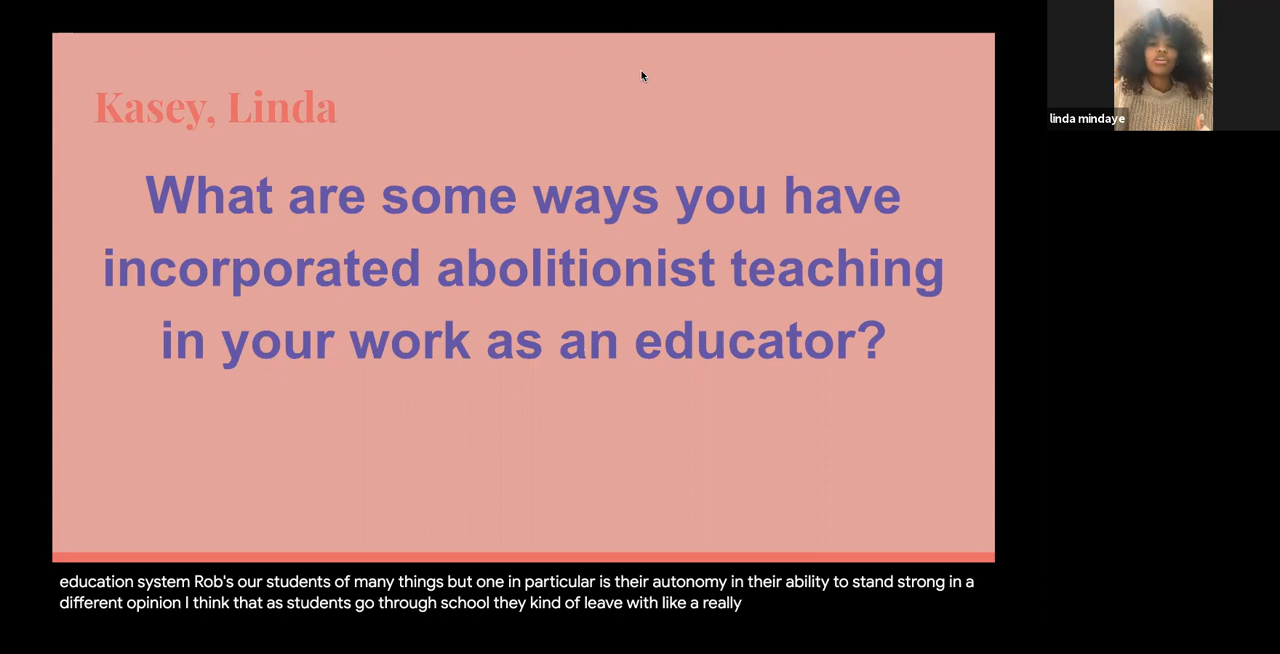 Kasey, Linda
What are some ways you have
incorporated abolitionist teaching
in your work as an educator?
linda mindaye
education system Rob's our students of many things but one in particular is their autonomy in their ability to stand strong in a
different opinion I think that as students go through school they kind of leave with like a really